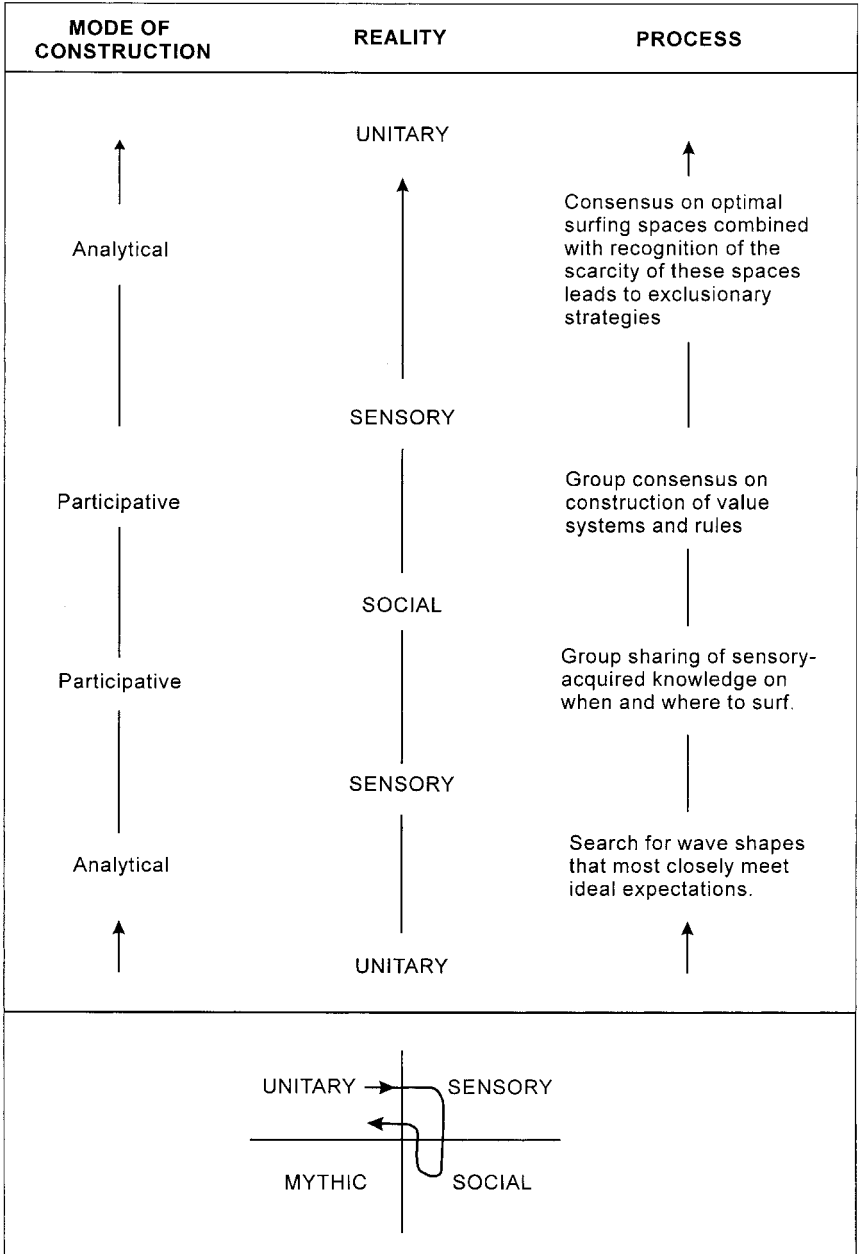 MODE OF
CONSTRUCTION
REALITY
PROCESS
UNITARY
Consensus on optimal
surfing spaces combined
with recognition of the
scarcity of these spaces
leads to exclusionary
strategies
Analytical
SENSORY
Participative
Group consensus on
construction of value
systems and rules
SOCIAL
Participative
Group sharing of sensory-
acquired knowledge on
when and where to surf.
SENSORY
Analytical
Search for wave shapes
that most closely meet
ideal expectations.
UNITARY
UNITARY
SENSORY
MYTHIC
SOCIAL